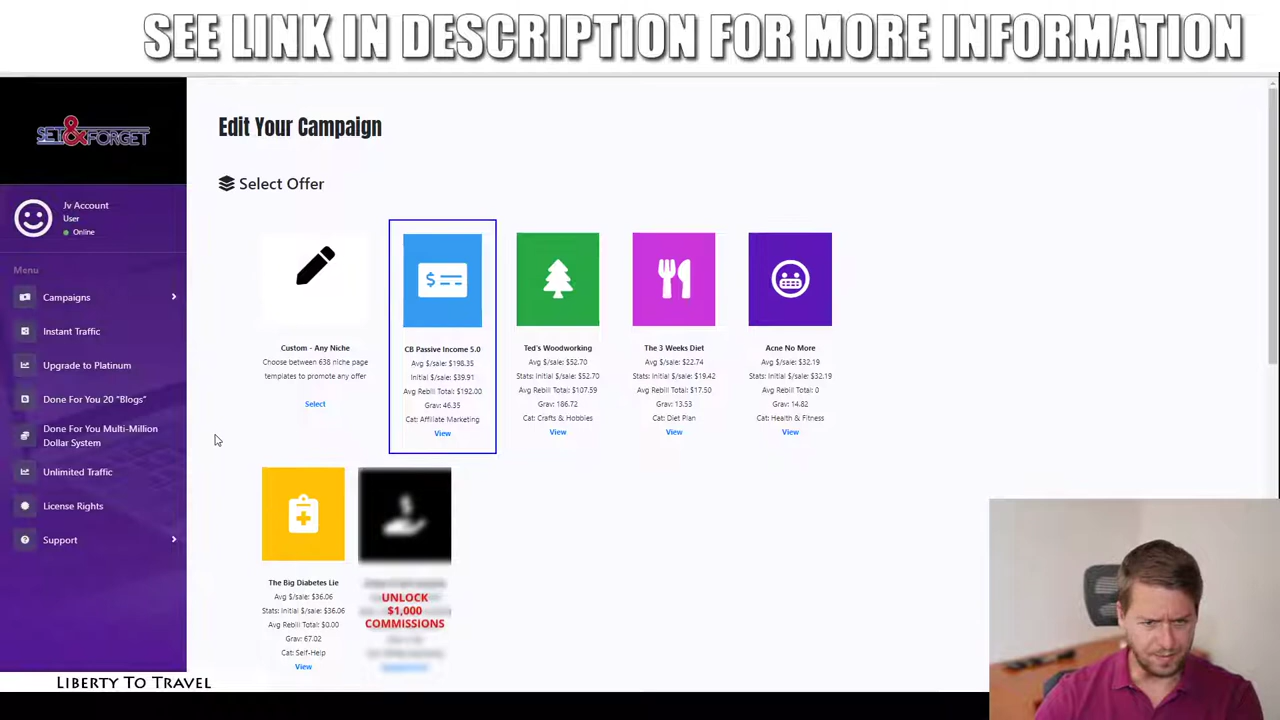 SEE LINK IN DESCRIPTION FOR MORE INFORMATION
SET&FORGET
Jv Account
User
Online
Menu
Campaigns
Instant Traffic
Upgrade to Platinum
Done For You 20 "Blogs"
Done For You Multi-Million
Dollar System
Unlimited Traffic
License Rights
Support
Edit Your Campaign
Select Offer
Custom - Any Niche
Choose between 638 niche page
templates to promote any offer
Select
CB Passive Income 5.0
Avg $/sale: $198.35
Initial $/sale: $39.91
Avg Rebill Total: $192.00
Grav: 46.35
Cat: Affiliate Marketing
View
Ted's Woodworking
Avg $/sale: $52.70
Stats: Initial $/sale: $52.70
Avg Rebill Total: $107.59
Grav: 186.72
Cat: Crafts & Hobbies
View
The 3 Weeks Diet
Avg $/sale: $22.74
Stats: Initial $/sale: $19.42
Avg Rebill Total: $17.50
Grav: 13.53
Cat: Diet Plan
View
Acne No More
Avg $/sale: $32.19
Stats: Initial $/sale: $32.19
Avg Rebill Total: 0
Grav: 14.82
Cat: Health & Fitness
View
The Big Diabetes Lie
Avg $/sale: $36.06
Stats: Initial $/sale: $36.06
Avg Rebill Total: $0.00
Grav: 67.02
Cat: Self-Help
View
UNLOCK
$1,000
COMMISSIONS
LIBERTY TO TRAVEL